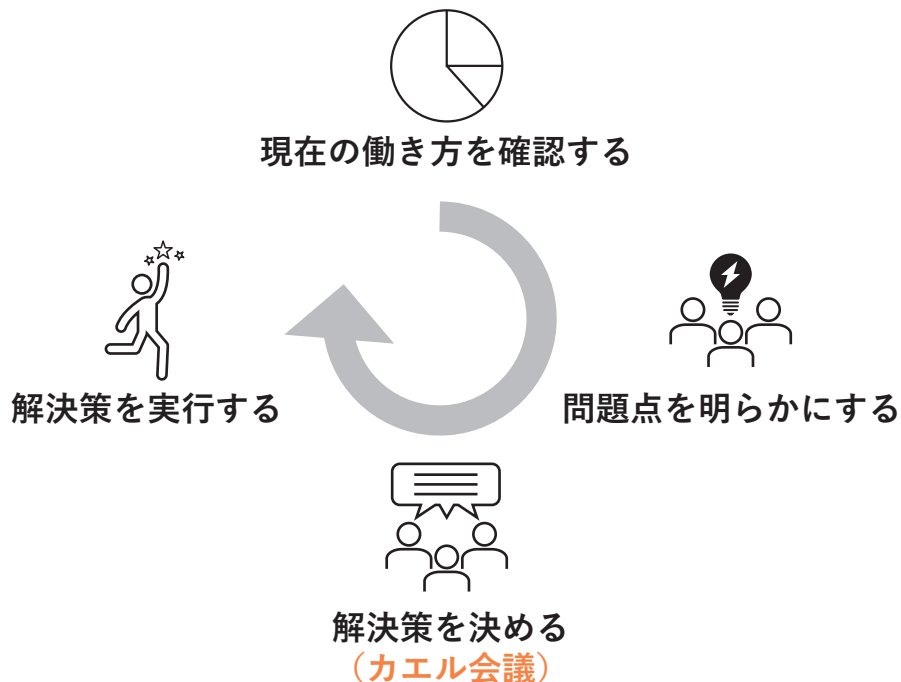 現在の働き方を確認する
問題点を明らかにする
解決策を決める
（カエル会議）
解決策を実行する